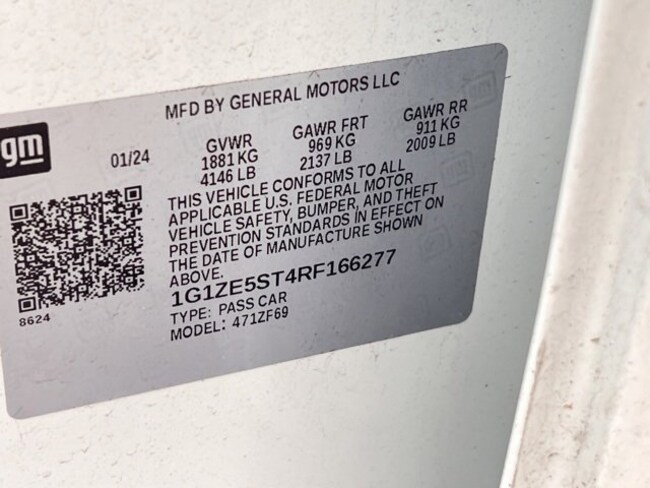 MFD BY GENERAL MOTORS LLC
gm
01/24
GVWR
1881 KG
4146 LB
GAWR FRT
969 KG
2137 LB
GAWR RR
911 KG
2009 LB
THIS VEHICLE CONFORMS TO ALL
APPLICABLE U.S. FEDERAL MOTOR
VEHICLE SAFETY, BUMPER, AND THEFT
PREVENTION STANDARDS IN EFFECT ON
THE DATE OF MANUFACTURE SHOWN
ABOVE.
1G1ZE5ST4RF166277
TYPE: PASS CAR
MODEL: 471ZF69
8624